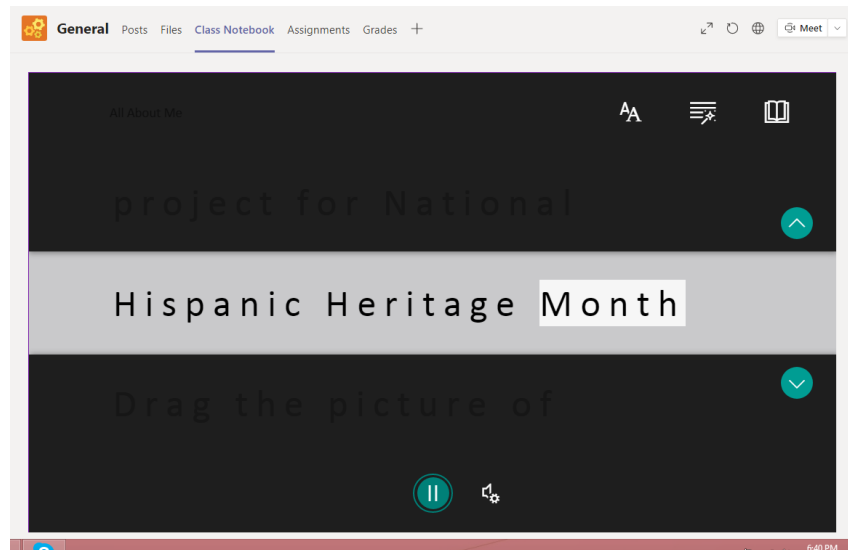 General Posts Files Class Notebook Assignments Grades +
Meet
All About Me
AA
project for National
Hispanic Heritage Month
Drag the picture of
6:40 PM